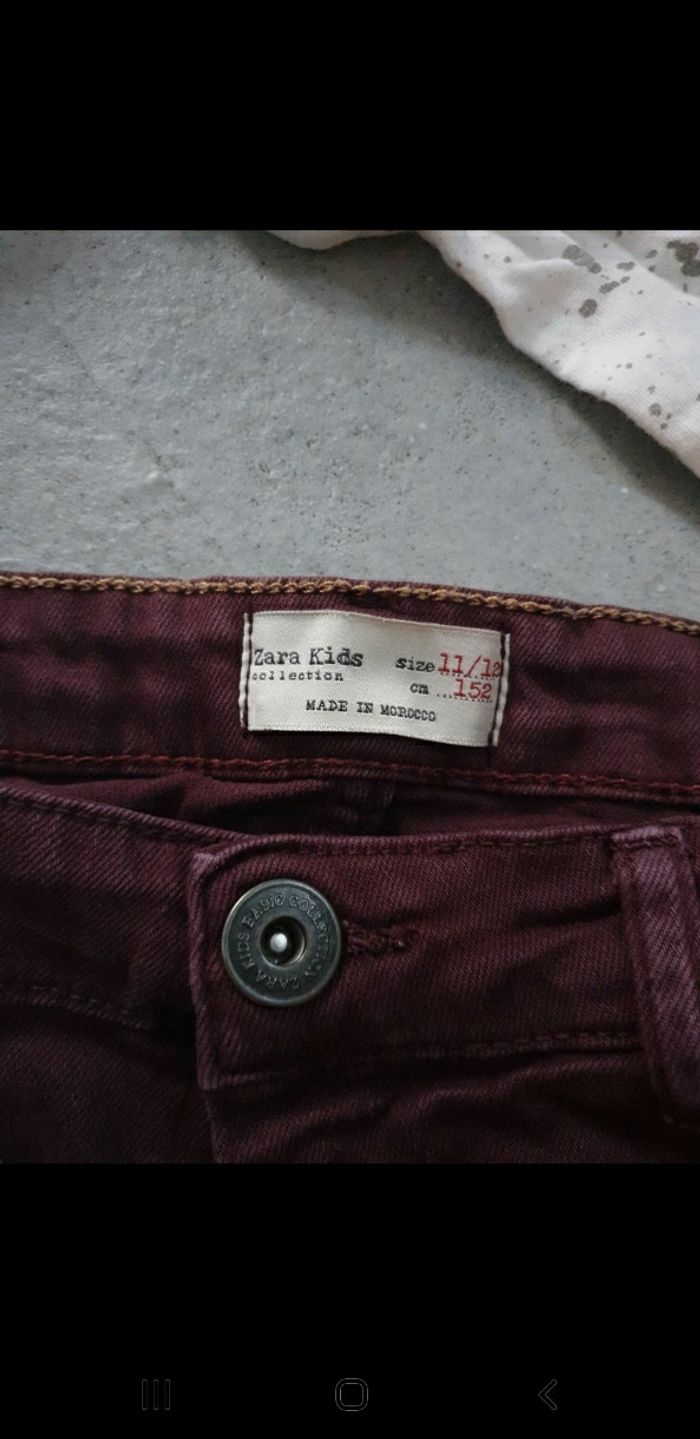 Zara Kids size 11/12
collection cm ...152
MADE IN MOROCCO
ZARA KIDS BASIC COLLECTION